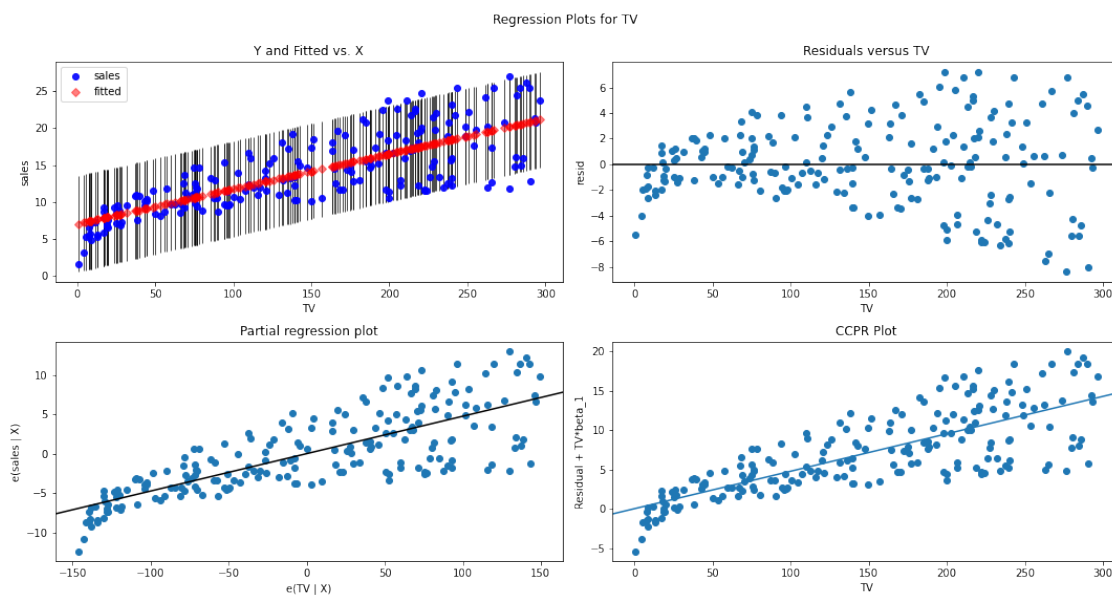 Regression Plots for TV
Y and Fitted vs. X
sales
fitted
25
20
15
10
5
0
sales
0 50 100 150 200 250 300
TV
Residuals versus TV
6
4
2
0
−2
−4
−6
−8
resid
0 50 100 150 200 250 300
TV
Partial regression plot
10
5
0
−5
−10
e(sales | X)
−150 −100 −50 0 50 100 150
e(TV | X)
CCPR Plot
20
15
10
5
0
−5
Residual + TV*beta_1
0 50 100 150 200 250 300
TV